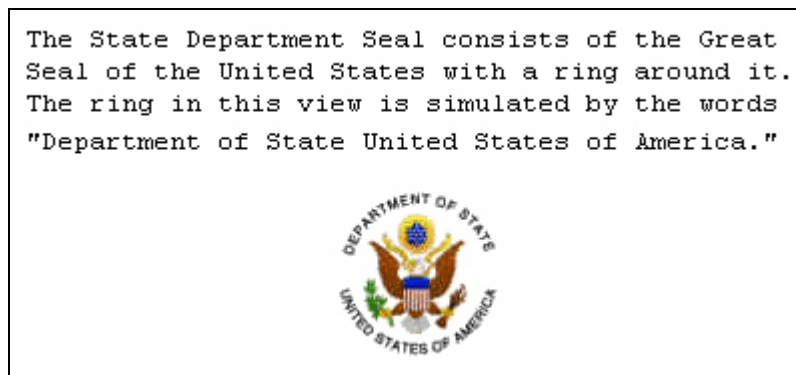 The State Department Seal consists of the Great
Seal of the United States with a ring around it.
The ring in this view is simulated by the words
"Department of State United States of America."
DEPARTMENT OF STATE
UNITED STATES OF AMERICA